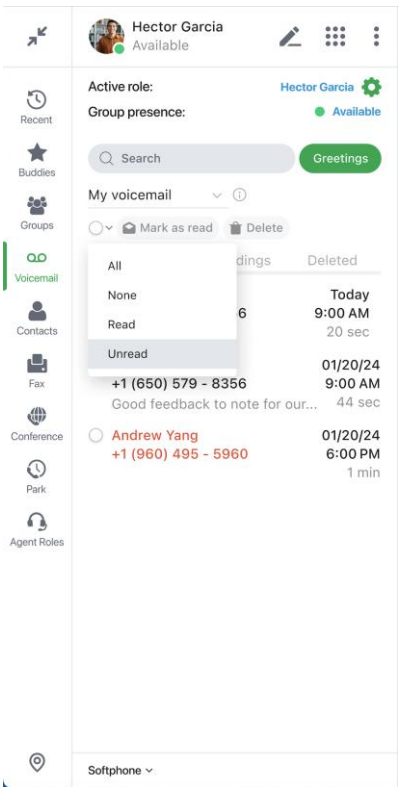 Hector Garcia
Available
Active role: Hector Garcia
Group presence: Available
Recent
Buddies
Groups
Voicemail
Contacts
Fax
Conference
Park
Agent Roles
Search
Greetings
My voicemail
Mark as read
Delete
All
None
Read
Unread
dings
Deleted
Today
6 9:00 AM
20 sec
01/20/24
+1 (650) 579 - 8356 9:00 AM
Good feedback to note for our... 44 sec
Andrew Yang 01/20/24
+1 (960) 495 - 5960 6:00 PM
1 min
Softphone